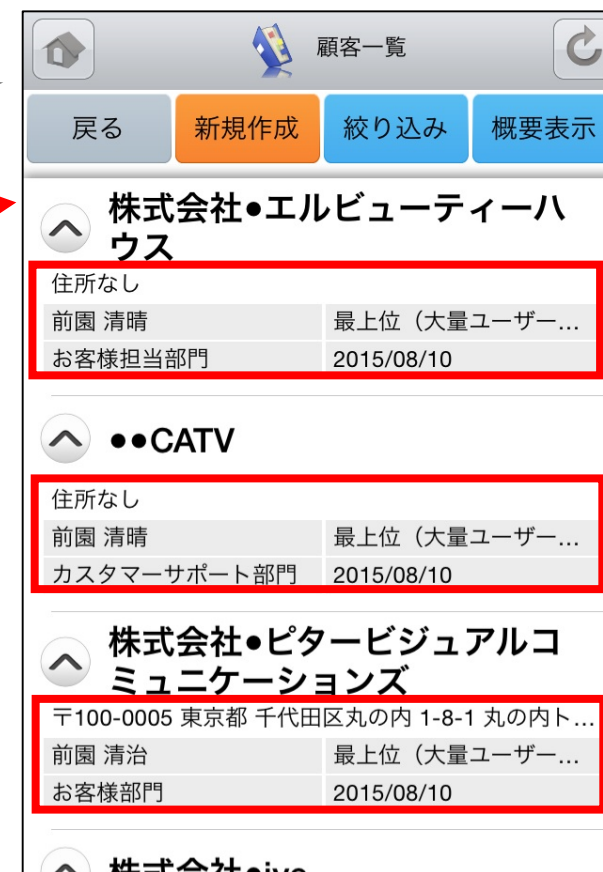 顧客一覧
戻る 新規作成 絞り込み 概要表示
株式会社●エルビューティーハ
ウス
住所なし
前園 清晴 最上位（大量ユーザー…
お客様担当部門 2015/08/10
●●CATV
住所なし
前園 清晴 最上位（大量ユーザー…
カスタマーサポート部門 2015/08/10
株式会社●ピタービジュアルコ
ミュニケーションズ
〒100-0005 東京都 千代田区丸の内 1-8-1 丸の内ト…
前園 清治 最上位（大量ユーザー…
お客様部門 2015/08/10
株式会社●ive